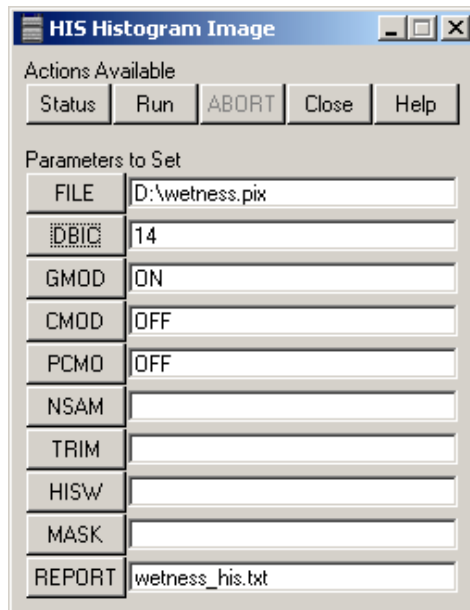 HIS Histogram Image
Actions Available
Status Run ABORT Close Help
Parameters to Set
FILE D:\wetness.pix
DBIC 14
GMOD ON
CMOD OFF
PCMO OFF
NSAM
TRIM
HISW
MASK
REPORT wetness_his.txt